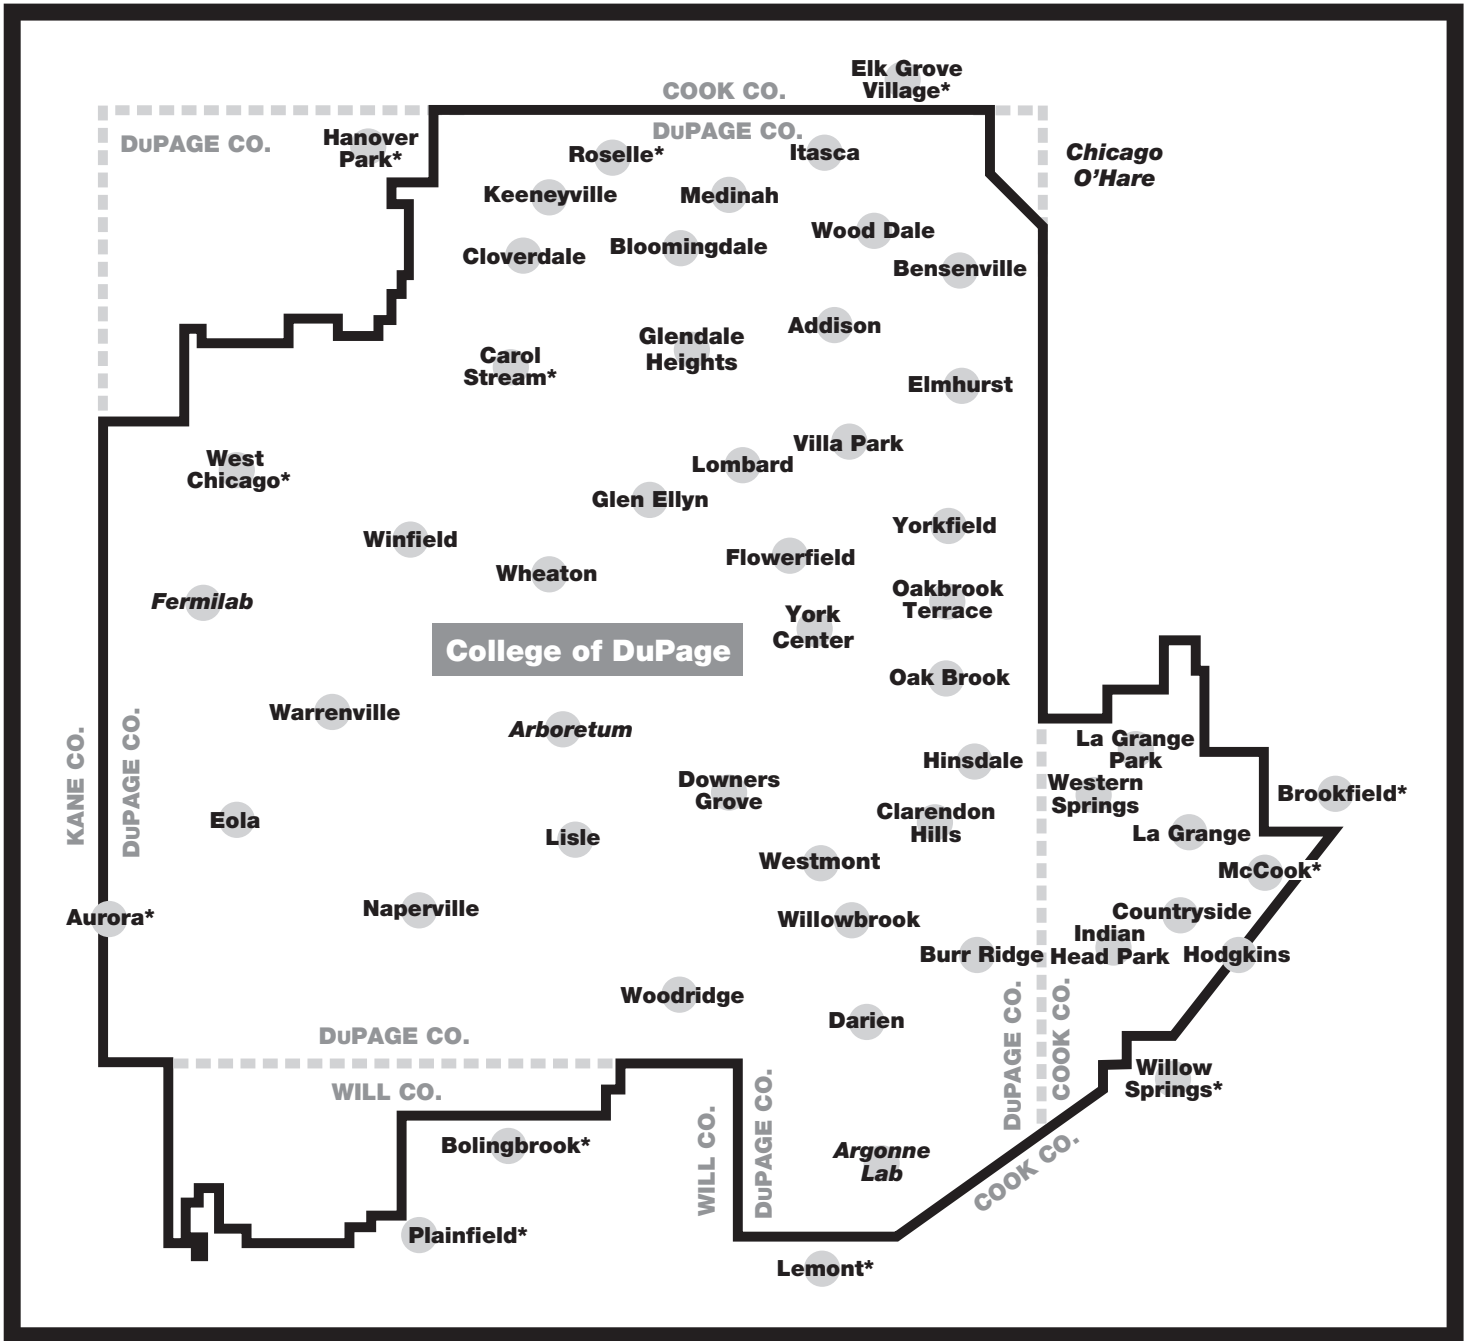 Elk Grove
Village*
COOK CO.
DuPAGE CO.
DuPAGE CO.
Hanover
Park*
Roselle*
Itasca
Chicago
O'Hare
Keeneyville
Medinah
Wood Dale
Cloverdale
Bloomingdale
Bensenville
Addison
Glendale
Heights
Carol
Stream*
Elmhurst
Villa Park
West
Chicago*
Lombard
Glen Ellyn
Yorkfield
Winfield
Flowerfield
Wheaton
Oakbrook
Terrace
Fermilab
York
Center
College of DuPage
Oak Brook
Warrenville
Arboretum
La Grange
Park
Hinsdale
KANE CO.
DuPAGE CO.
Downers
Grove
Western
Springs
Brookfield*
Clarendon
Hills
Eola
Lisle
La Grange
Westmont
McCook*
Naperville
Aurora*
Willowbrook
Countryside
Indian
Head Park
Burr Ridge
Hodgkins
Woodridge
Darien
DuPAGE CO.
DuPAGE CO.
COOK CO.
WILL CO.
Willow
Springs*
Bolingbrook*
WILL CO.
DuPAGE CO.
Argonne
Lab
COOK CO.
Plainfield*
Lemont*